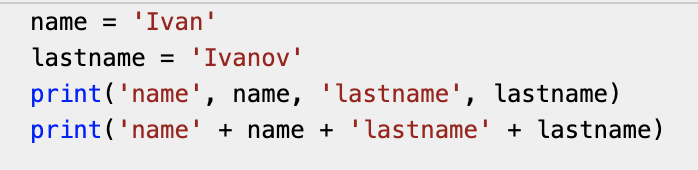 name = 'Ivan'
lastname = 'Ivanov'
print('name', name, 'lastname', lastname)
print('name' + name + 'lastname' + lastname)